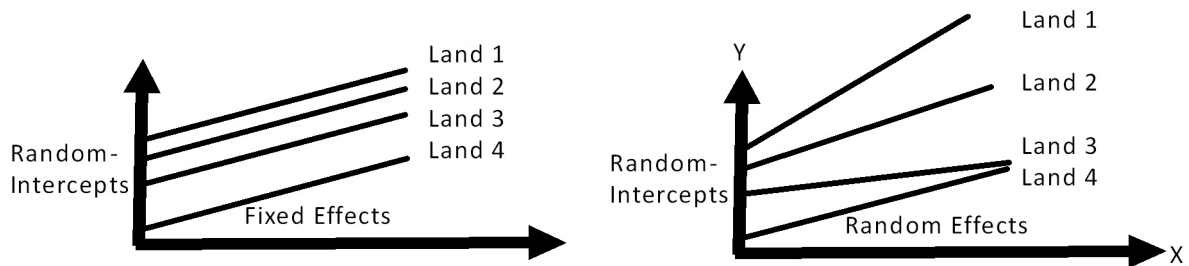 Land 1
Land 2
Land 3
Land 4
Random-
Intercepts
Fixed Effects
Y
Land 1
Land 2
Land 3
Land 4
Random-
Intercepts
Random Effects
X